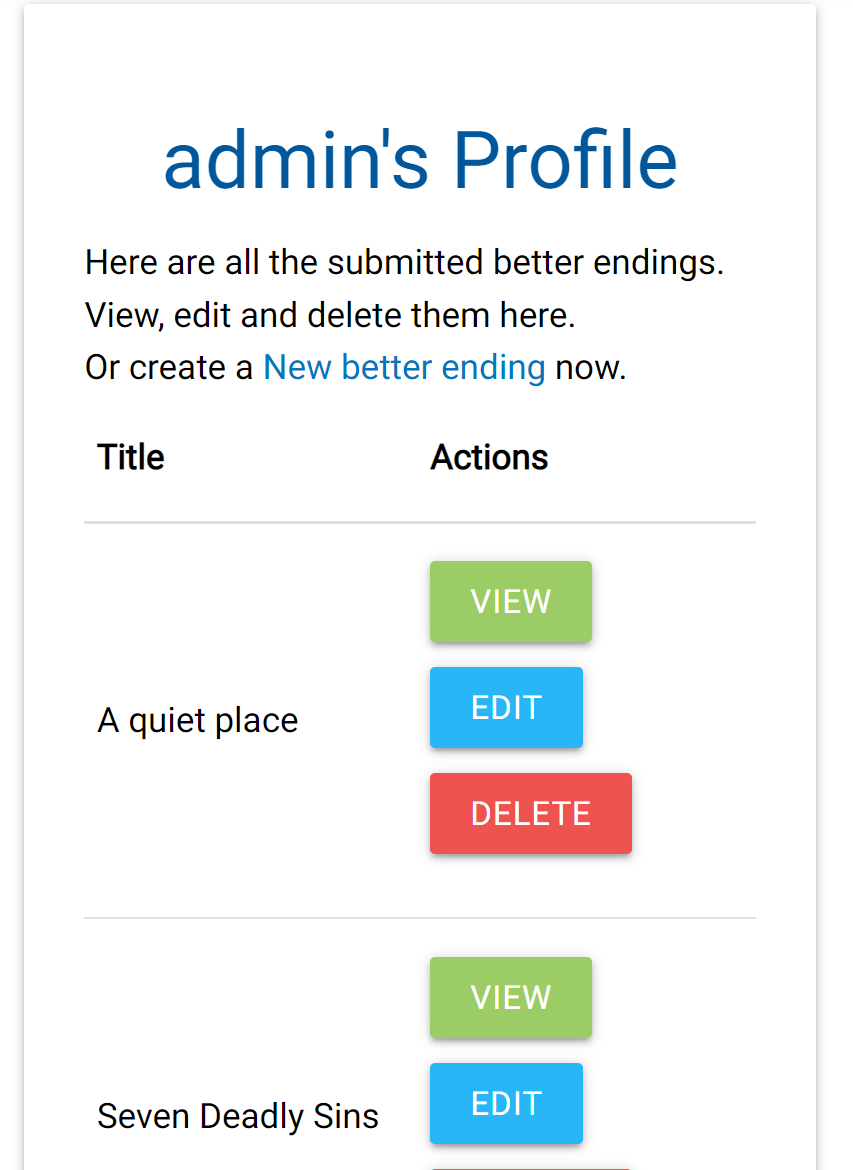 admin's Profile
Here are all the submitted better endings.
View, edit and delete them here.
Or create a New better ending now.
Title Actions
VIEW
EDIT
A quiet place
DELETE
VIEW
EDIT
Seven Deadly Sins